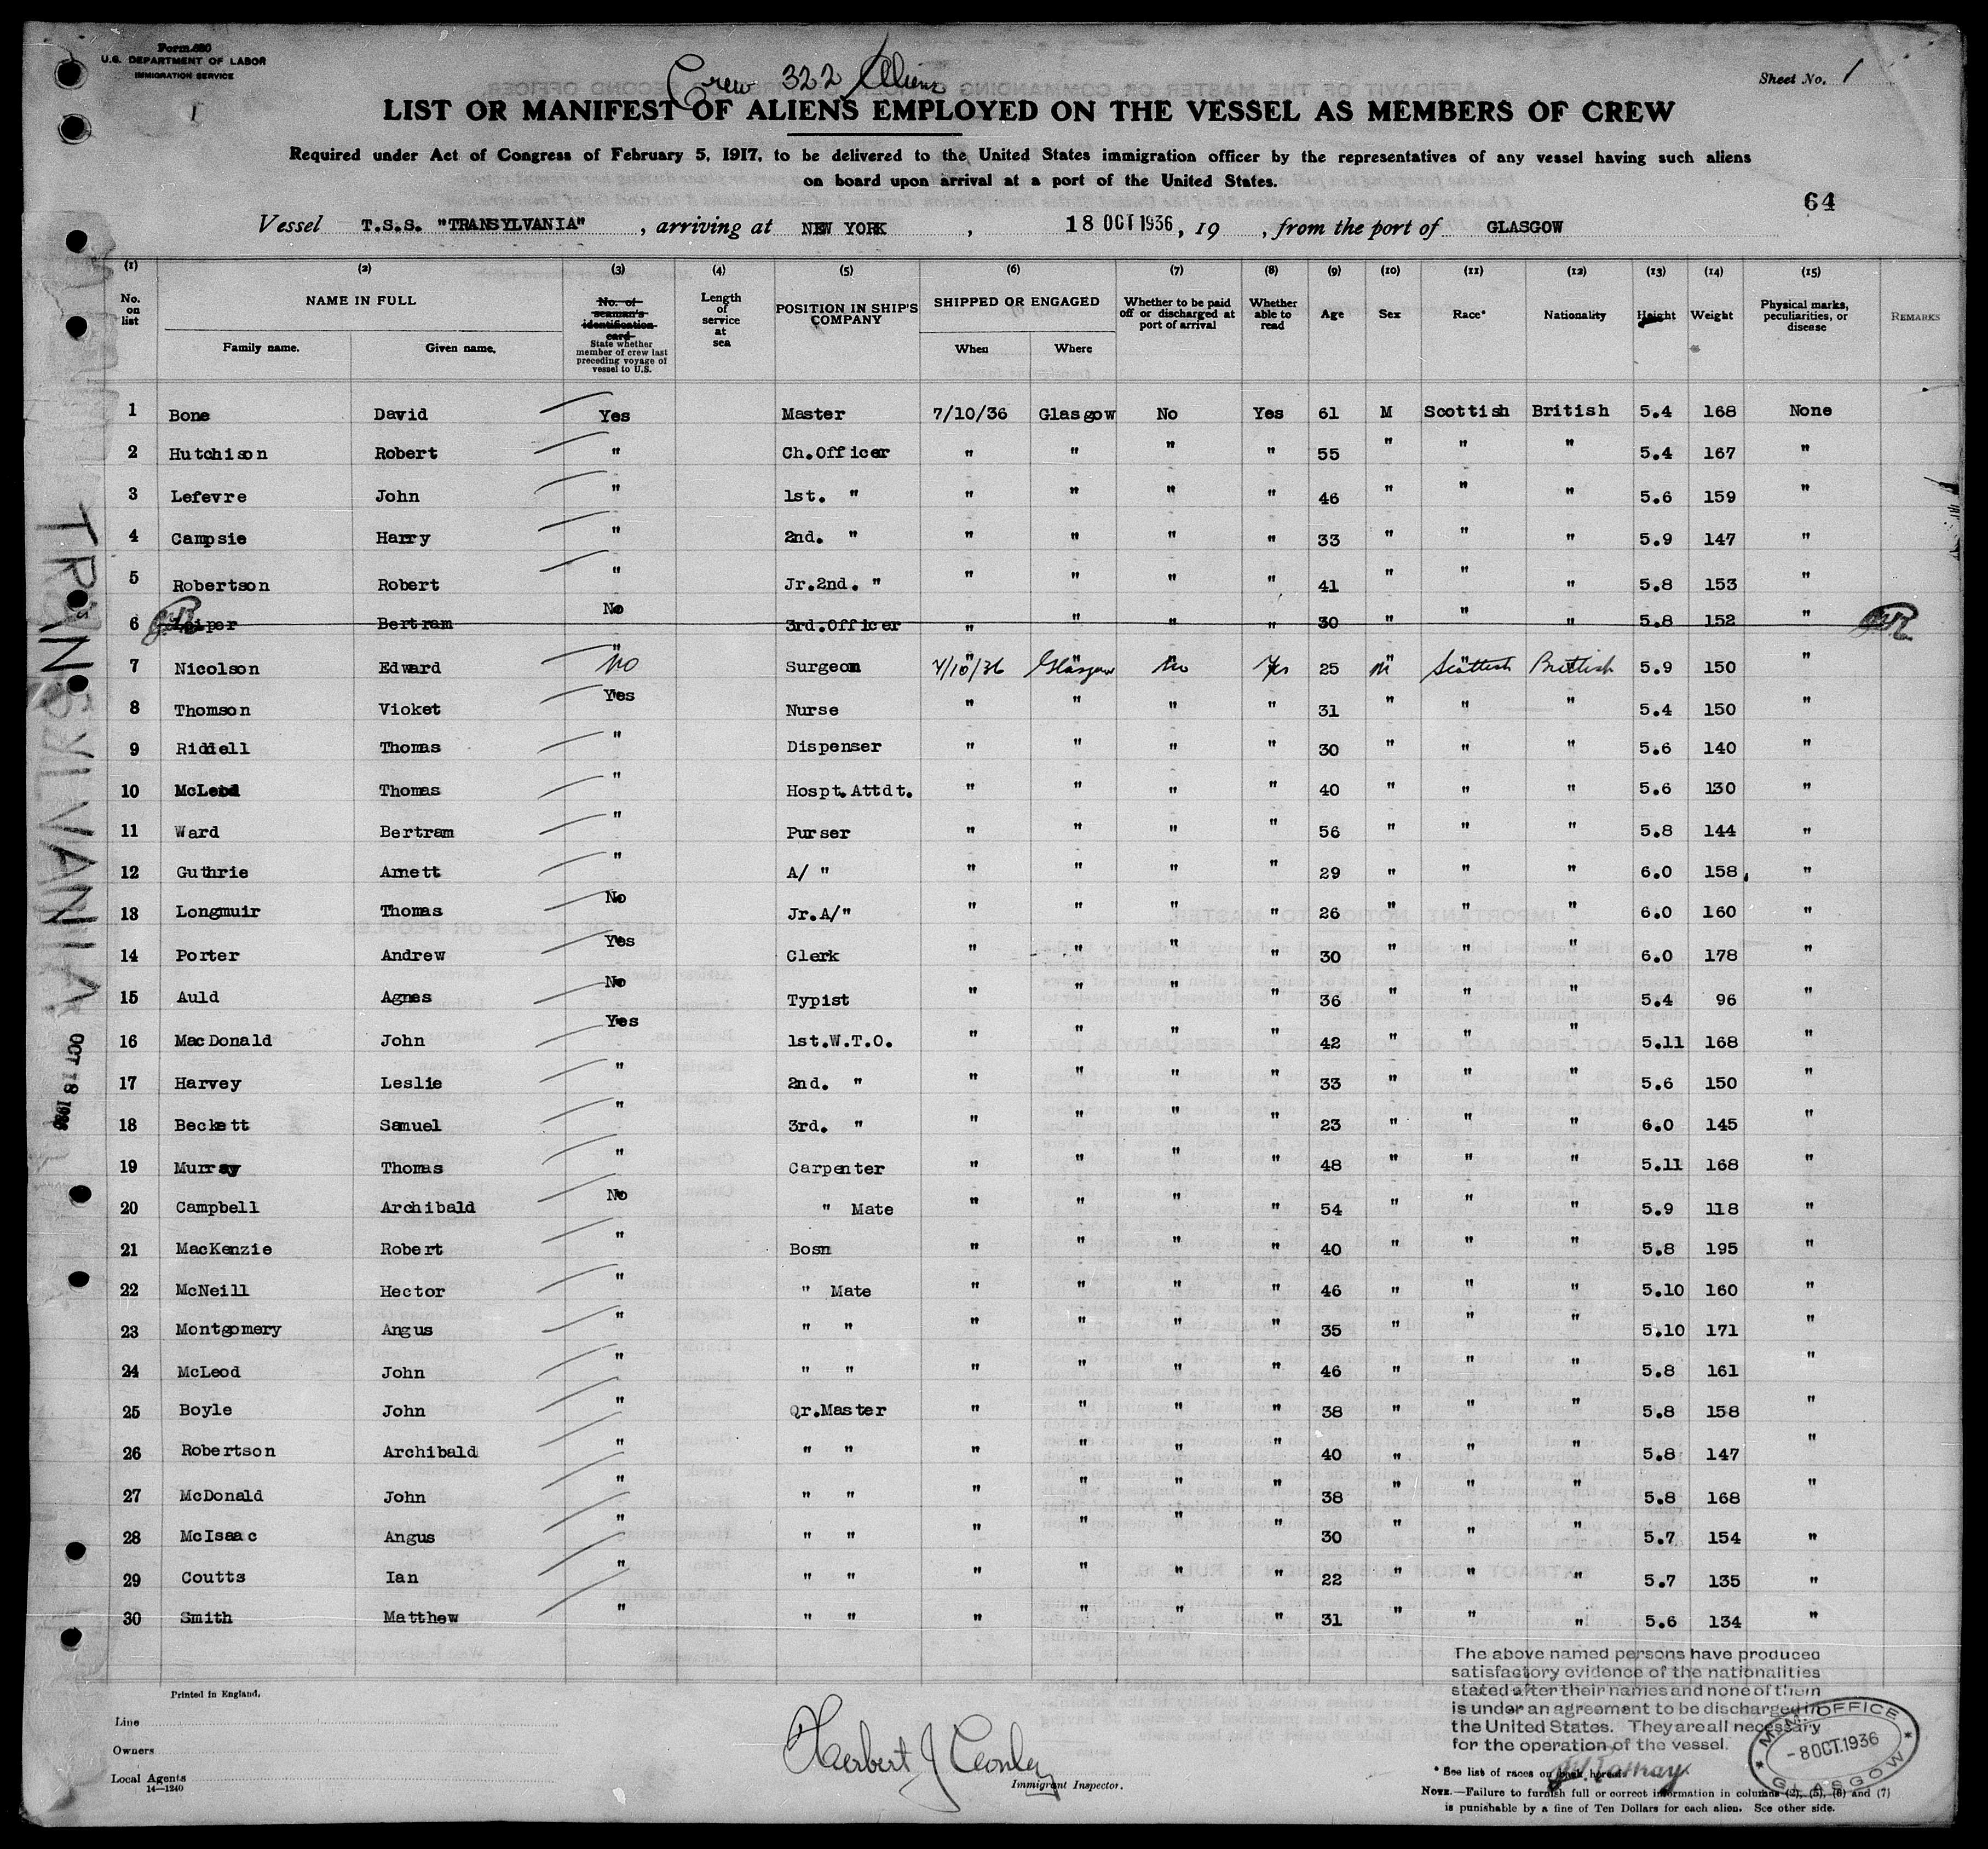 Form 680
U.S. DEPARTMENT OF LABOR
IMMIGRATION SERVICE
1
Crew 322 Aliens
Sheet No. 1
LIST OR MANIFEST OF ALIENS EMPLOYED ON THE VESSEL AS MEMBERS OF CREW
Required under Act of Congress of February 5, 1917, to be delivered to the United States immigration officer by the representatives of any vessel having such aliens
on board upon arrival at a port of the United States.
64
Vessel T.S.S. "TRANSYLVANIA", arriving at NEW YORK, 18 OCT 1936, 19 , from the port of GLASGOW
(1) (2) (3) (4) (5) (6) (7) (8) (9) (10) (11) (12) (13) (14) (15)
No. on list NAME IN FULL Family name. Given name. No. of seaman's identification card State whether member of crew last preceding voyage of vessel to U.S. Length of service at sea POSITION IN SHIP'S COMPANY SHIPPED OR ENGAGED When Where Whether to be paid off or discharged at port of arrival Whether able to read Age Sex Race* Nationality Height Weight Physical marks, peculiarities, or disease REMARKS
1 Bone David Yes Master 7/10/36 Glasgow No Yes 61 M Scottish British 5.4 168 None
2 Hutchison Robert " Ch.Officer " " " " 55 " " " 5.4 167 "
3 Lefevre John " 1st. " " " " " 46 " " " 5.6 159 "
4 Campsie Harry " 2nd. " " " " " 33 " " " 5.9 147 "
5 Robertson Robert " Jr.2nd. " " " " " 41 " " " 5.8 153 "
6 Leiper Bertram No 3rd.Officer " " " " 30 " " " 5.8 152 "
7 Nicolson Edward " No Surgeon 7/10/36 Glasgow No Yes 25 M Scottish British 5.9 150 "
8 Thomson Vioket Yes Nurse " " " " 31 " " " 5.4 150 "
9 Riddell Thomas " Dispenser " " " " 30 " " " 5.6 140 "
10 McLeod Thomas " Hospt.Attdt. " " " " 40 " " " 5.6 130 "
11 Ward Bertram " Purser " " " " 56 " " " 5.8 144 "
12 Guthrie Arnett " A/ " " " " " 29 " " " 6.0 158 "
13 Longmuir Thomas No Jr.A/" " " " " 26 " " " 6.0 160 "
14 Porter Andrew Yes Clerk " " " " 30 " " " 6.0 178 "
15 Auld Agnes No Typist " " " " 36 " " " 5.4 96 "
16 MacDonald John Yes 1st.W.T.O. " " " " 42 " " " 5.11 168 "
17 Harvey Leslie " 2nd. " " " " " 33 " " " 5.6 150 "
18 Beckett Samuel " 3rd. " " " " " 23 " " " 6.0 145 "
19 Murray Thomas " Carpenter " " " " 48 " " " 5.11 168 "
20 Campbell Archibald No " Mate " " " " 54 " " " 5.9 118 "
21 MacKenzie Robert " Bosn " " " " 40 " " " 5.8 195 "
22 McNeill Hector " " Mate " " " " 46 " " " 5.10 160 "
23 Montgomery Angus " " " " " " " 35 " " " 5.10 171 "
24 McLeod John " " " " " " " 46 " " " 5.8 161 "
25 Boyle John " Qr.Master " " " " 38 " " " 5.8 158 "
26 Robertson Archibald " " " " " " " 40 " " " 5.8 147 "
27 McDonald John " " " " " " " 38 " " " 5.8 168 "
28 McIsaac Angus " " " " " " " 30 " " " 5.7 154 "
29 Coutts Ian " " " " " " " 22 " " " 5.7 135 "
30 Smith Matthew " " " " " " " 31 " " " 5.6 134 "
TRANSYLVANIA
OCT 18 1936
The above named persons have produced
satisfactory evidence of the nationalities
stated after their names and none of them
is under an agreement to be discharged in
the United States. They are all necessary
for the operation of the vessel.
Printed in England.
Line
Owners
Local Agents
14—1240
Herbert J
Immigrant Inspector.
M.M. OFFICE
-8 OCT.1936
GLASGOW
* See list of races on back hereof.
NOTE.—Failure to furnish full or correct information in columns (2), (5), (6) and (7)
is punishable by a fine of Ten Dollars for each alien. See other side.